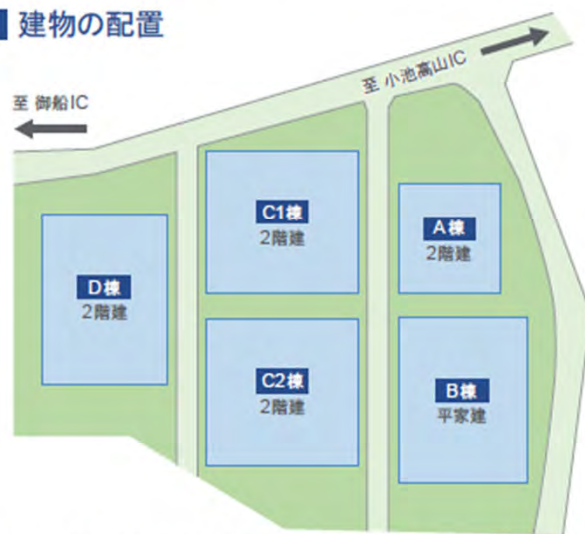 建物の配置
至 小池高山IC
至 御船IC
C1棟
2階建
A棟
2階建
D棟
2階建
C2棟
2階建
B棟
平家建